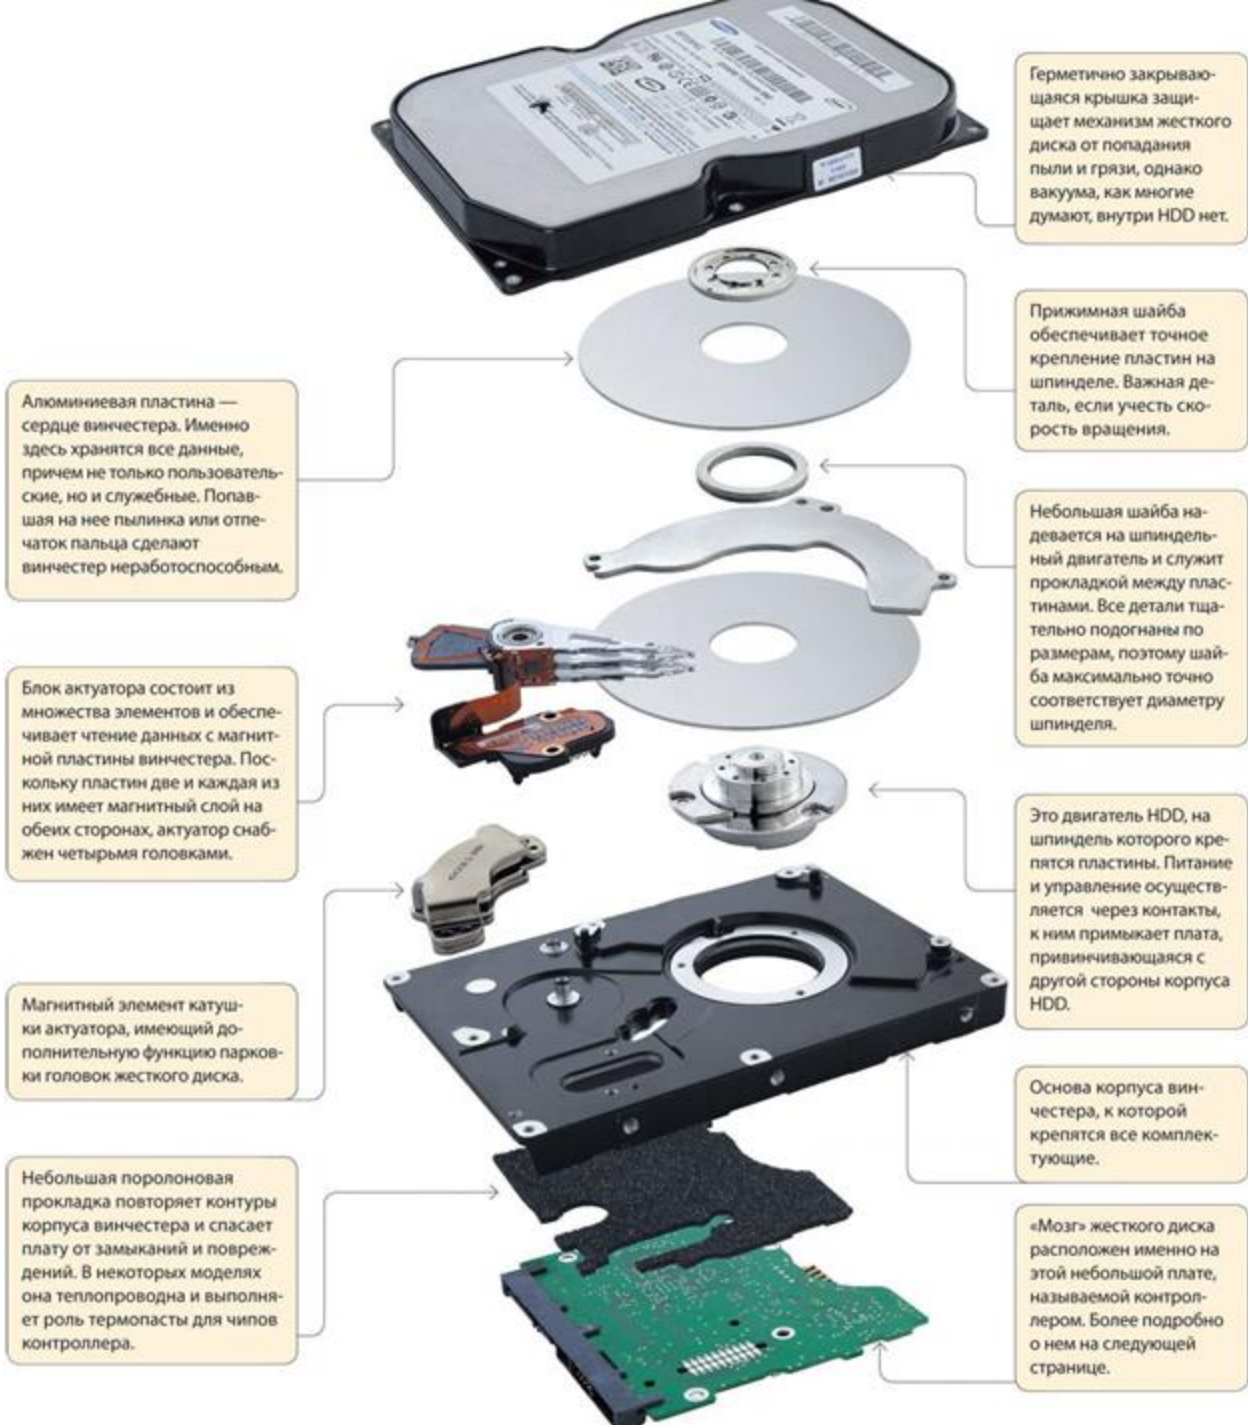 Герметично закрываю-
щаяся крышка защи-
щает механизм жесткого
диска от попадания
пыли и грязи, однако
вакуума, как многие
думают, внутри HDD нет.
Прижимная шайба
обеспечивает точное
крепление пластин на
шпинделе. Важная де-
таль, если учесть ско-
рость вращения.
Алюминиевая пластина —
сердце винчестера. Именно
здесь хранятся все данные,
причем не только пользователь-
ские, но и служебные. Попав-
шая на нее пылинка или отпе-
чаток пальца сделают
винчестер неработоспособным.
Небольшая шайба на-
девается на шпиндель-
ный двигатель и служит
прокладкой между плас-
тинами. Все детали тща-
тельно подогнаны по
размерам, поэтому шай-
ба максимально точно
соответствует диаметру
шпинделя.
Блок актуатора состоит из
множества элементов и обеспе-
чивает чтение данных с магнит-
ной пластины винчестера. Пос-
кольку пластин две и каждая из
них имеет магнитный слой на
обеих сторонах, актуатор снаб-
жен четырьмя головками.
Это двигатель HDD, на
шпиндель которого кре-
пятся пластины. Питание
и управление осуществ-
ляется через контакты,
к ним примыкает плата,
привинчивающаяся с
другой стороны корпуса
HDD.
Магнитный элемент катуш-
ки актуатора, имеющий до-
полнительную функцию парков-
ки головок жесткого диска.
Основа корпуса вин-
честера, к которой
крепятся все комплек-
тующие.
Небольшая поролоновая
прокладка повторяет контуры
корпуса винчестера и спасает
плату от замыканий и повреж-
дений. В некоторых моделях
она теплопроводна и выполня-
ет роль термопасты для чипов
контроллера.
«Мозг» жесткого диска
расположен именно на
этой небольшой плате,
называемой контрол-
лером. Более подробно
о нем на следующей
странице.